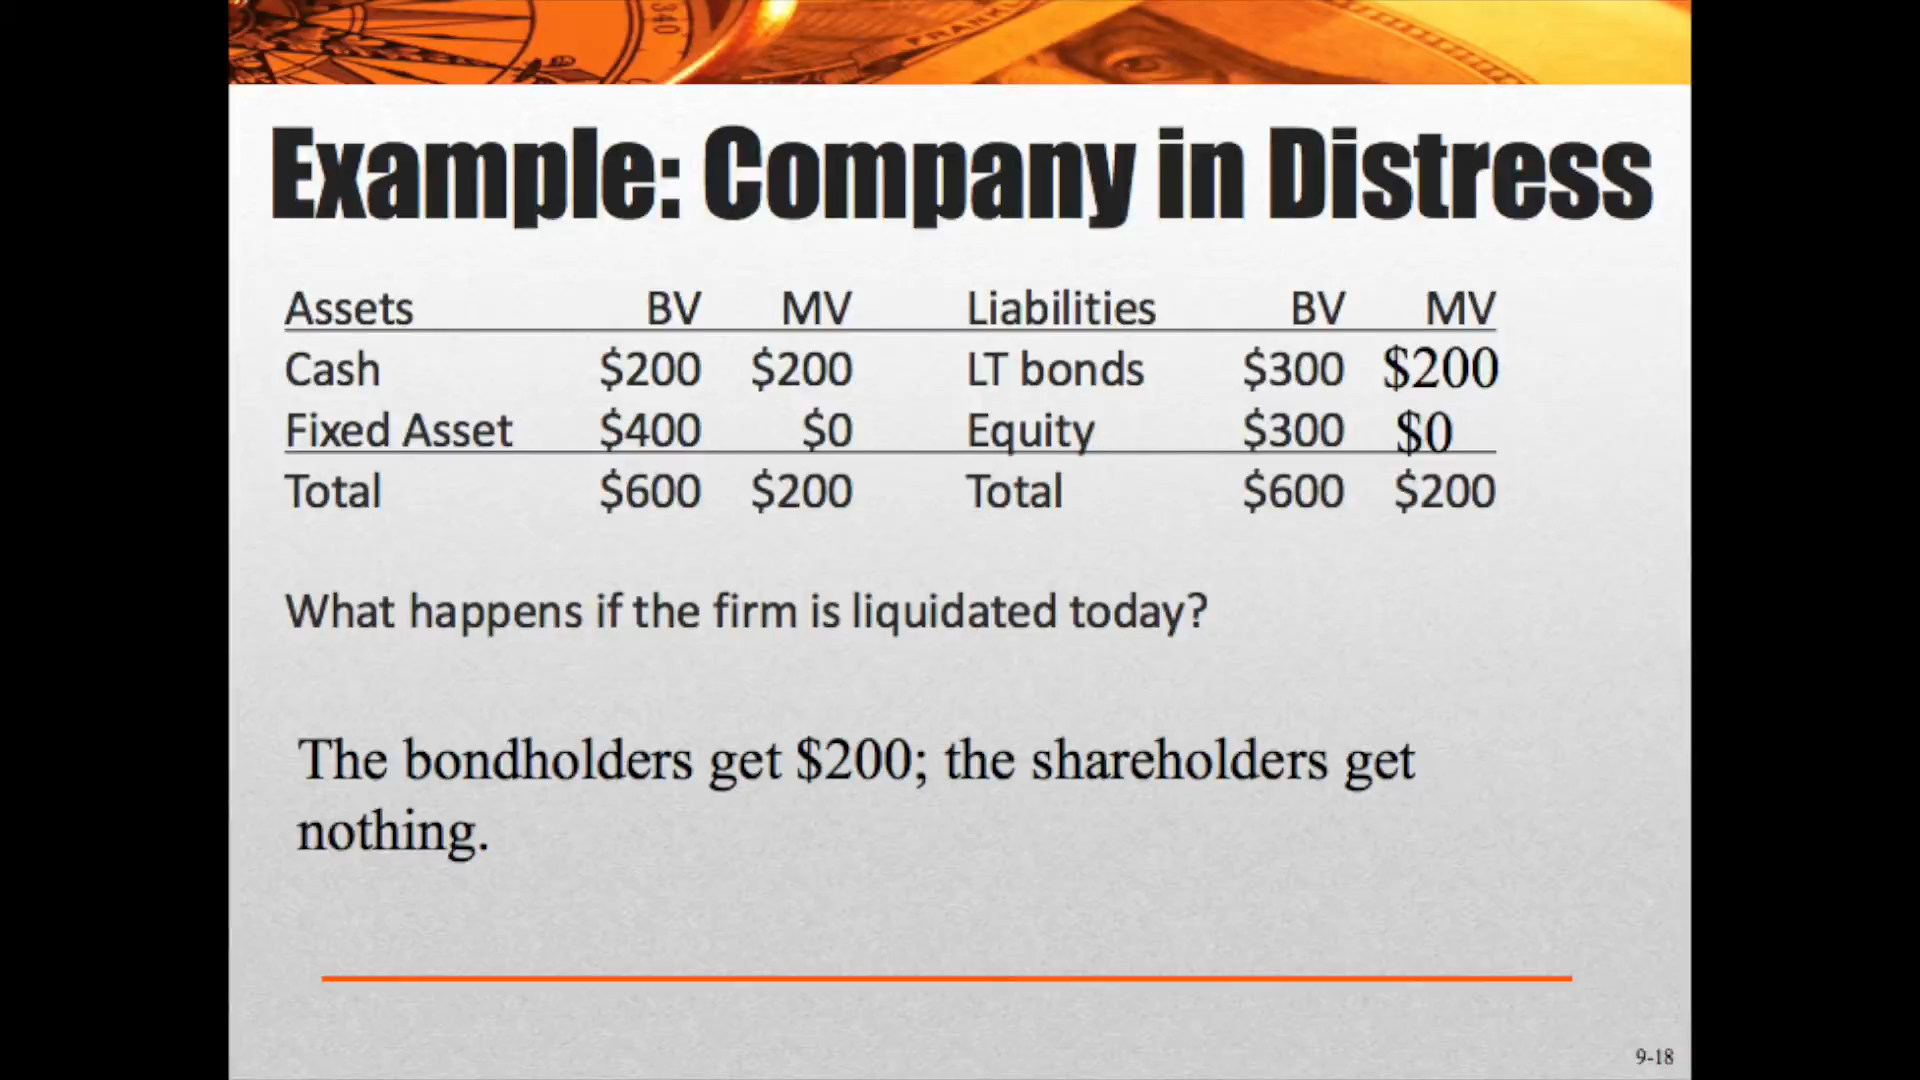 340
FRANKL
Example: Company in Distress
Assets BV MV Liabilities BV MV
Cash $200 $200 LT bonds $300 $200
Fixed Asset $400 $0 Equity $300 $0
Total $600 $200 Total $600 $200
What happens if the firm is liquidated today?
The bondholders get $200; the shareholders get
nothing.
9-18